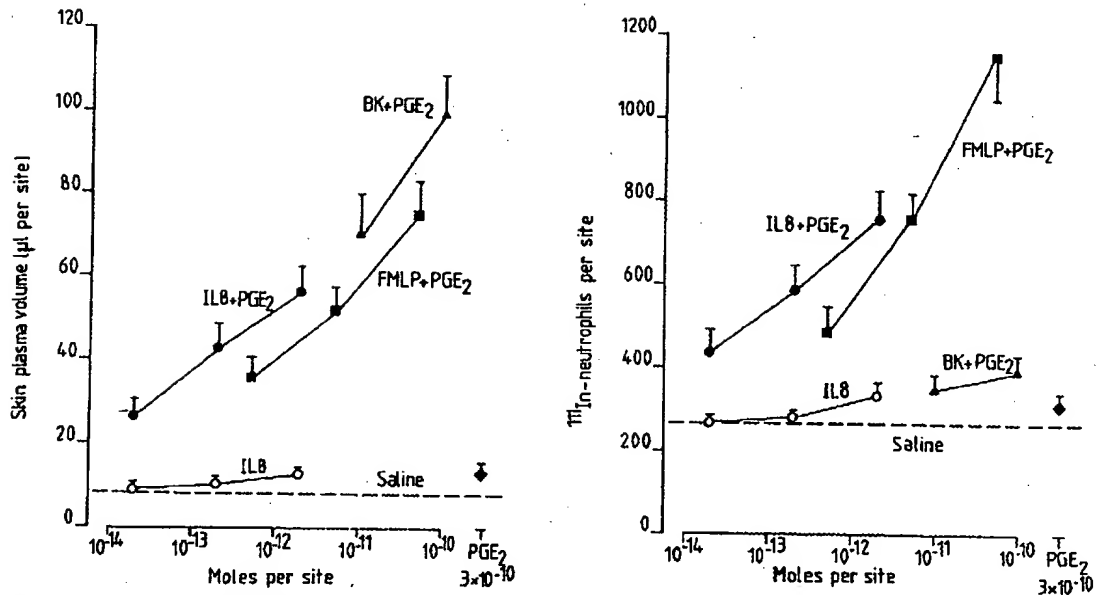 Skin plasma volume (µl per site)
120
100
80
60
40
20
0
BK+PGE₂
IL8+PGE₂
FMLP+PGE₂
IL8
Saline
10⁻¹⁴ 10⁻¹³ 10⁻¹² 10⁻¹¹ 10⁻¹⁰ PGE₂
Moles per site 3×10⁻¹⁰
¹¹¹In-neutrophils per site
1200
1000
800
600
400
200
0
FMLP+PGE₂
IL8+PGE₂
BK+PGE₂
IL8
Saline
10⁻¹⁴ 10⁻¹³ 10⁻¹² 10⁻¹¹ 10⁻¹⁰ PGE₂
Moles per site 3×10⁻¹⁰